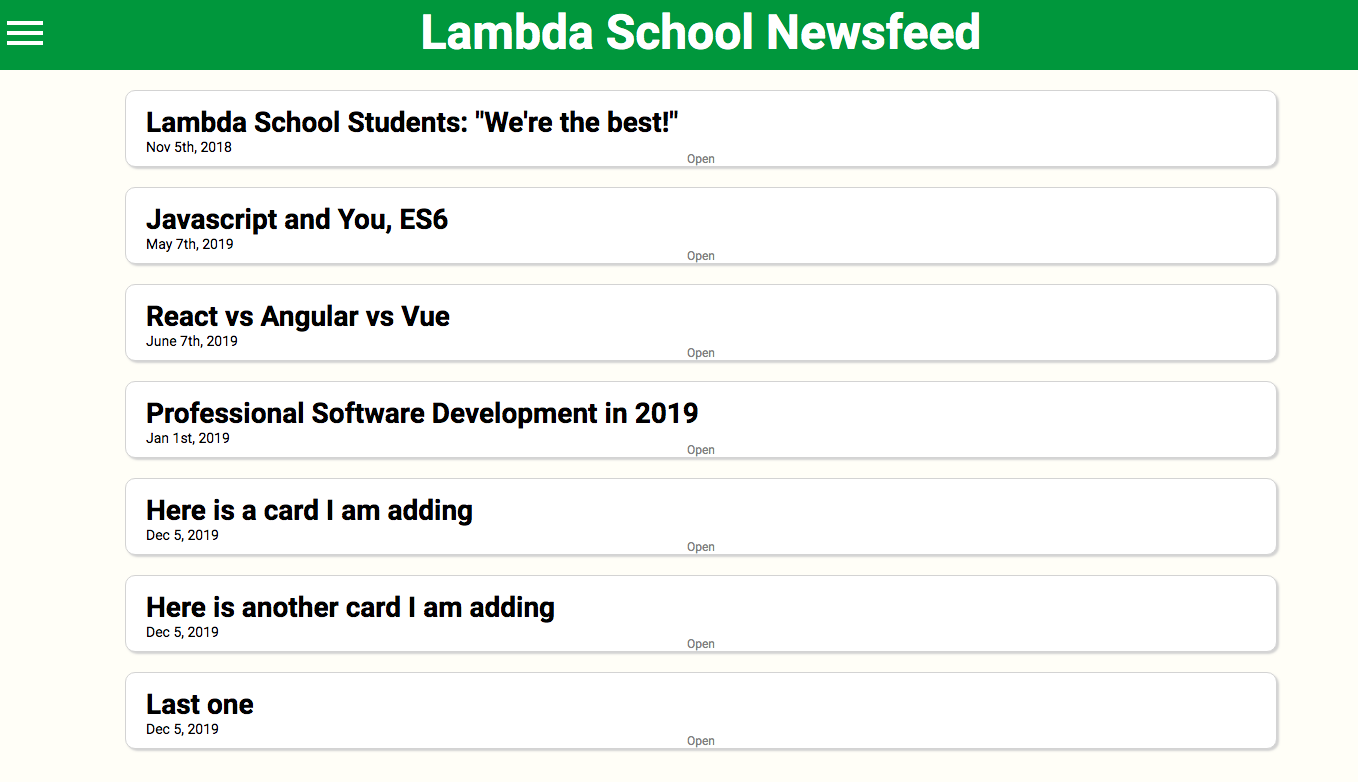 Lambda School Newsfeed
Lambda School Students: "We're the best!"
Nov 5th, 2018
Open
Javascript and You, ES6
May 7th, 2019
Open
React vs Angular vs Vue
June 7th, 2019
Open
Professional Software Development in 2019
Jan 1st, 2019
Open
Here is a card I am adding
Dec 5, 2019
Open
Here is another card I am adding
Dec 5, 2019
Open
Last one
Dec 5, 2019
Open